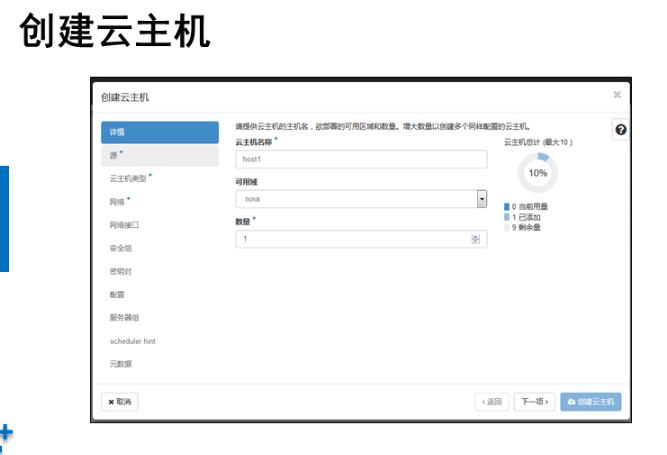 创建云主机
创建云主机
详情
源 *
云主机类型 *
网络 *
网络接口
安全组
密钥对
配置
服务器组
scheduler hint
元数据
请提供云主机的主机名，欲部署的可用区域和数量。增大数量以创建多个同样配置的云主机。
云主机名称 *
host1
可用域
nova
数量 *
1
云主机总计 (最大10 )
10%
0 当前用量
1 已添加
9 剩余量
× 取消
‹ 返回
下一项 ›
创建云主机